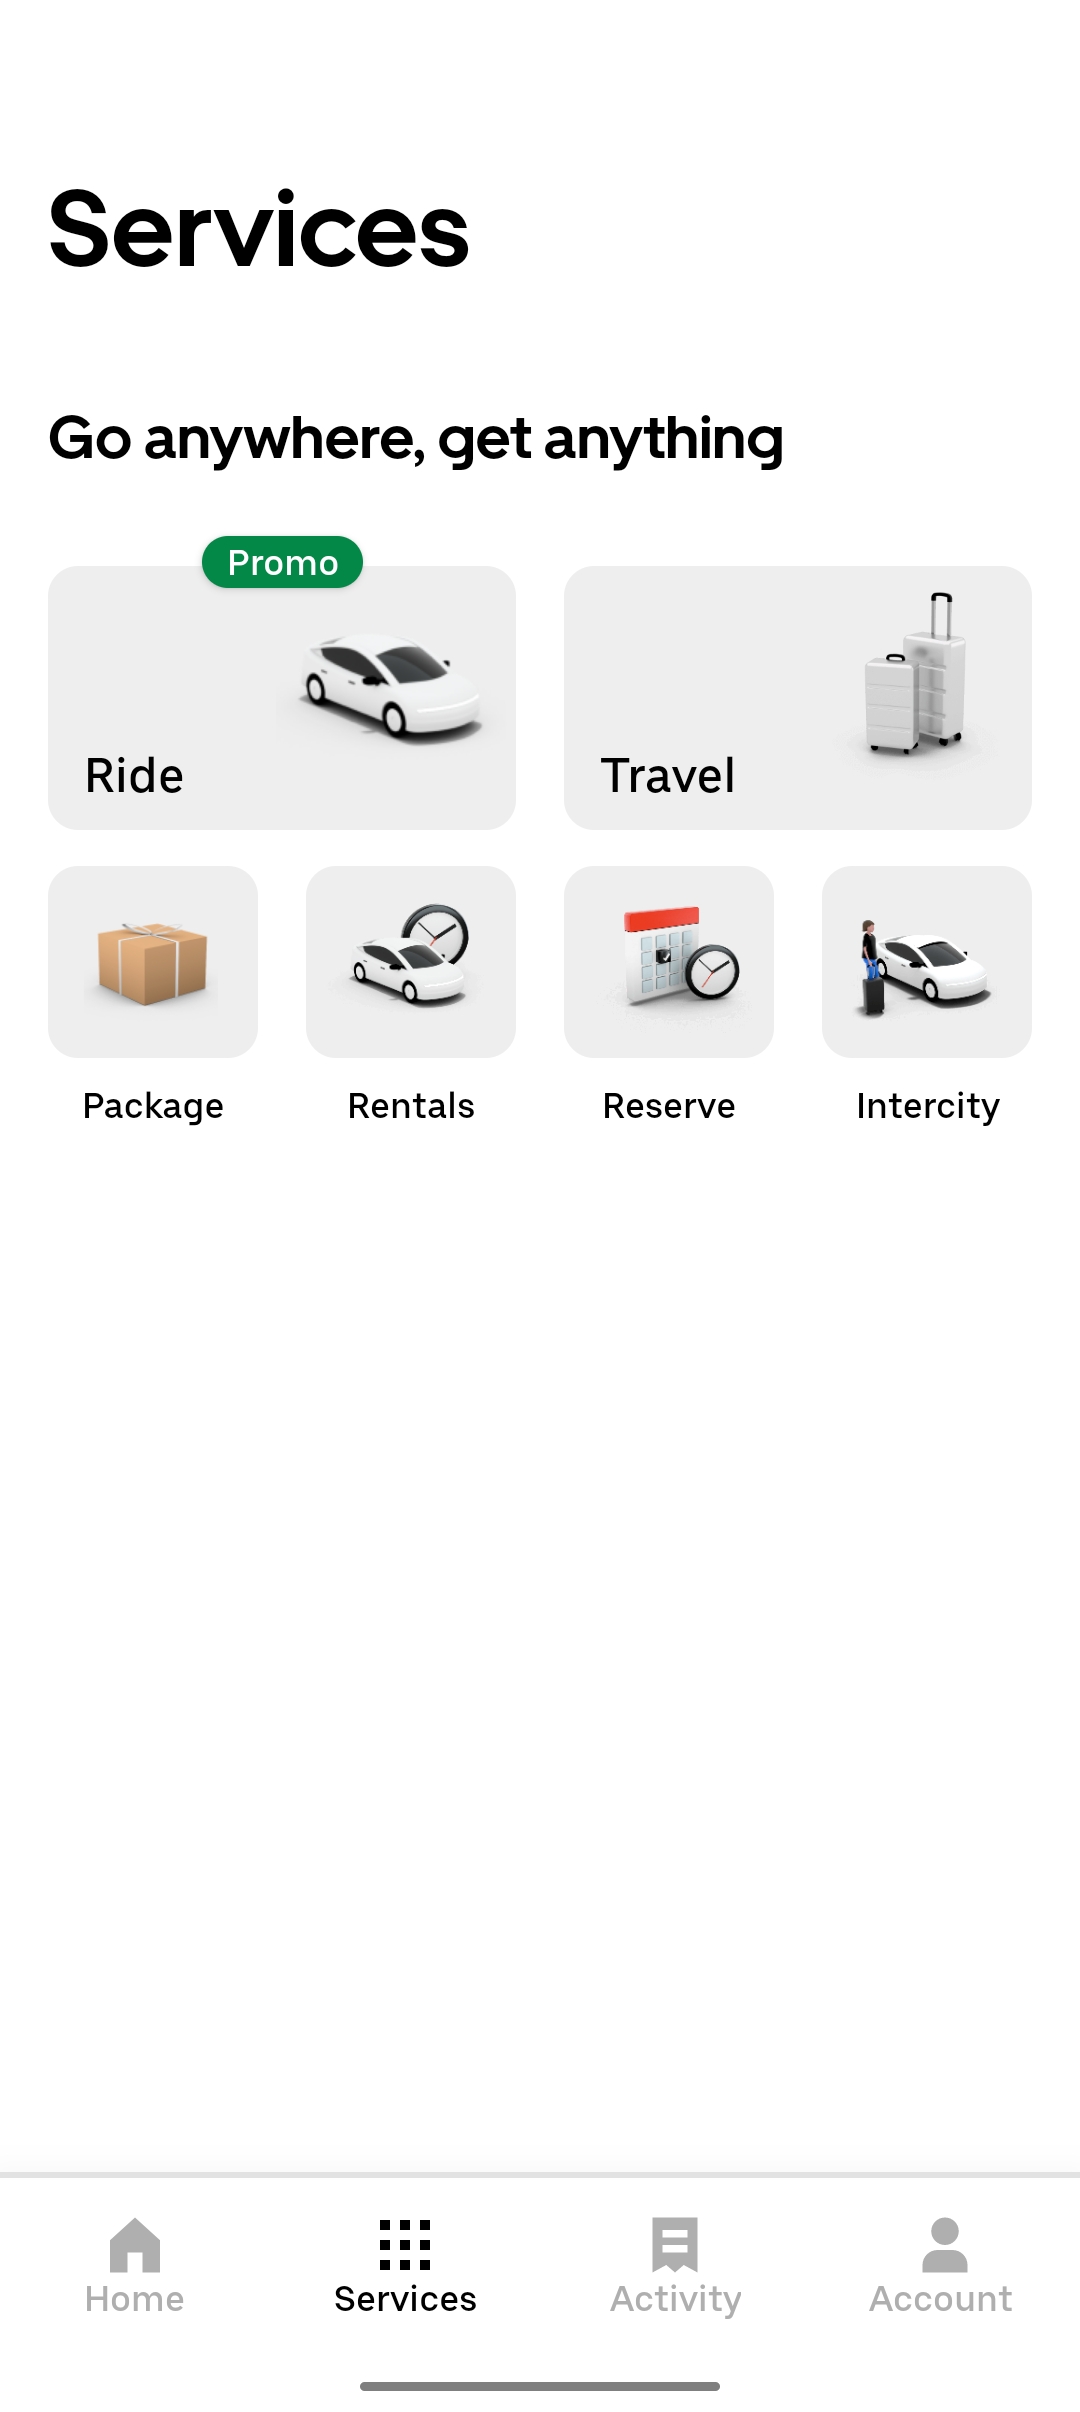 Services
Go anywhere, get anything
Promo
Ride
Travel
Package
Rentals
Reserve
Intercity
Home
Services
Activity
Account